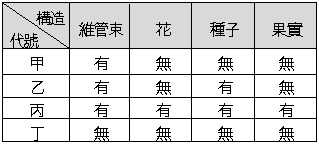 構造
代號 維管束 花 種子 果實
甲 有 無 無 無
乙 有 無 有 無
丙 有 有 有 有
丁 無 無 無 無